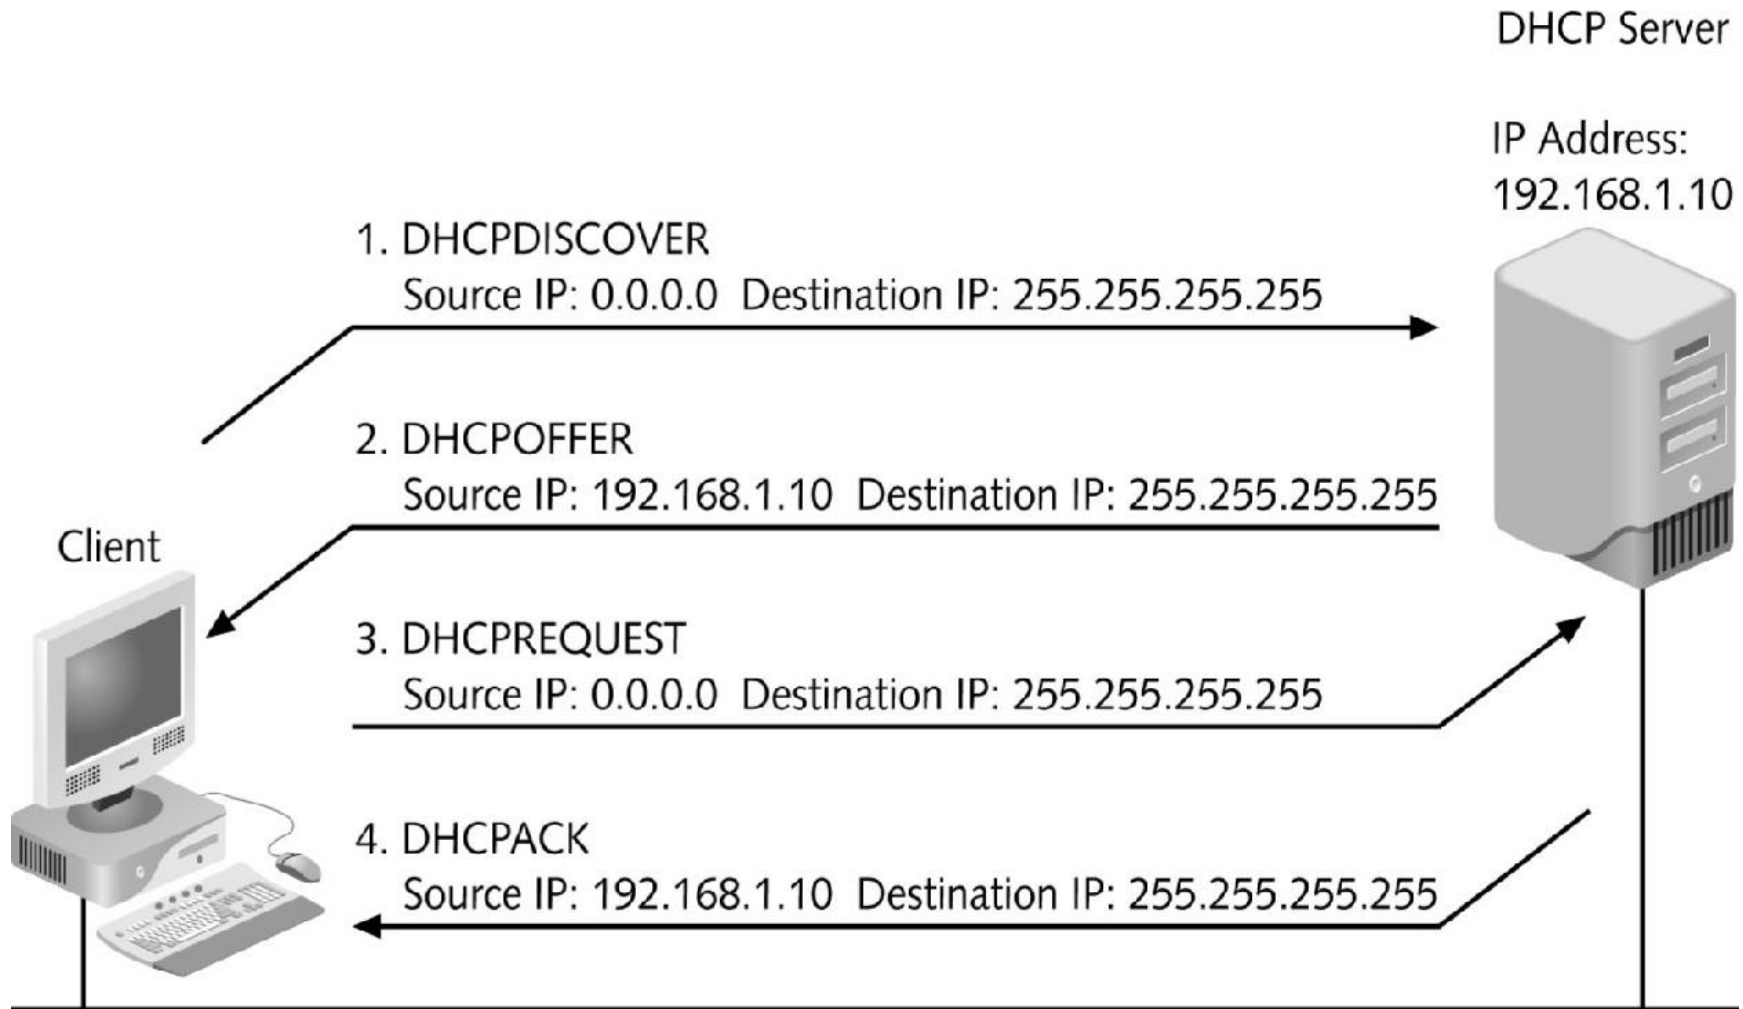 DHCP Server
IP Address:
192.168.1.10
1. DHCPDISCOVER
Source IP: 0.0.0.0 Destination IP: 255.255.255.255
2. DHCPOFFER
Source IP: 192.168.1.10 Destination IP: 255.255.255.255
Client
3. DHCPREQUEST
Source IP: 0.0.0.0 Destination IP: 255.255.255.255
4. DHCPACK
Source IP: 192.168.1.10 Destination IP: 255.255.255.255